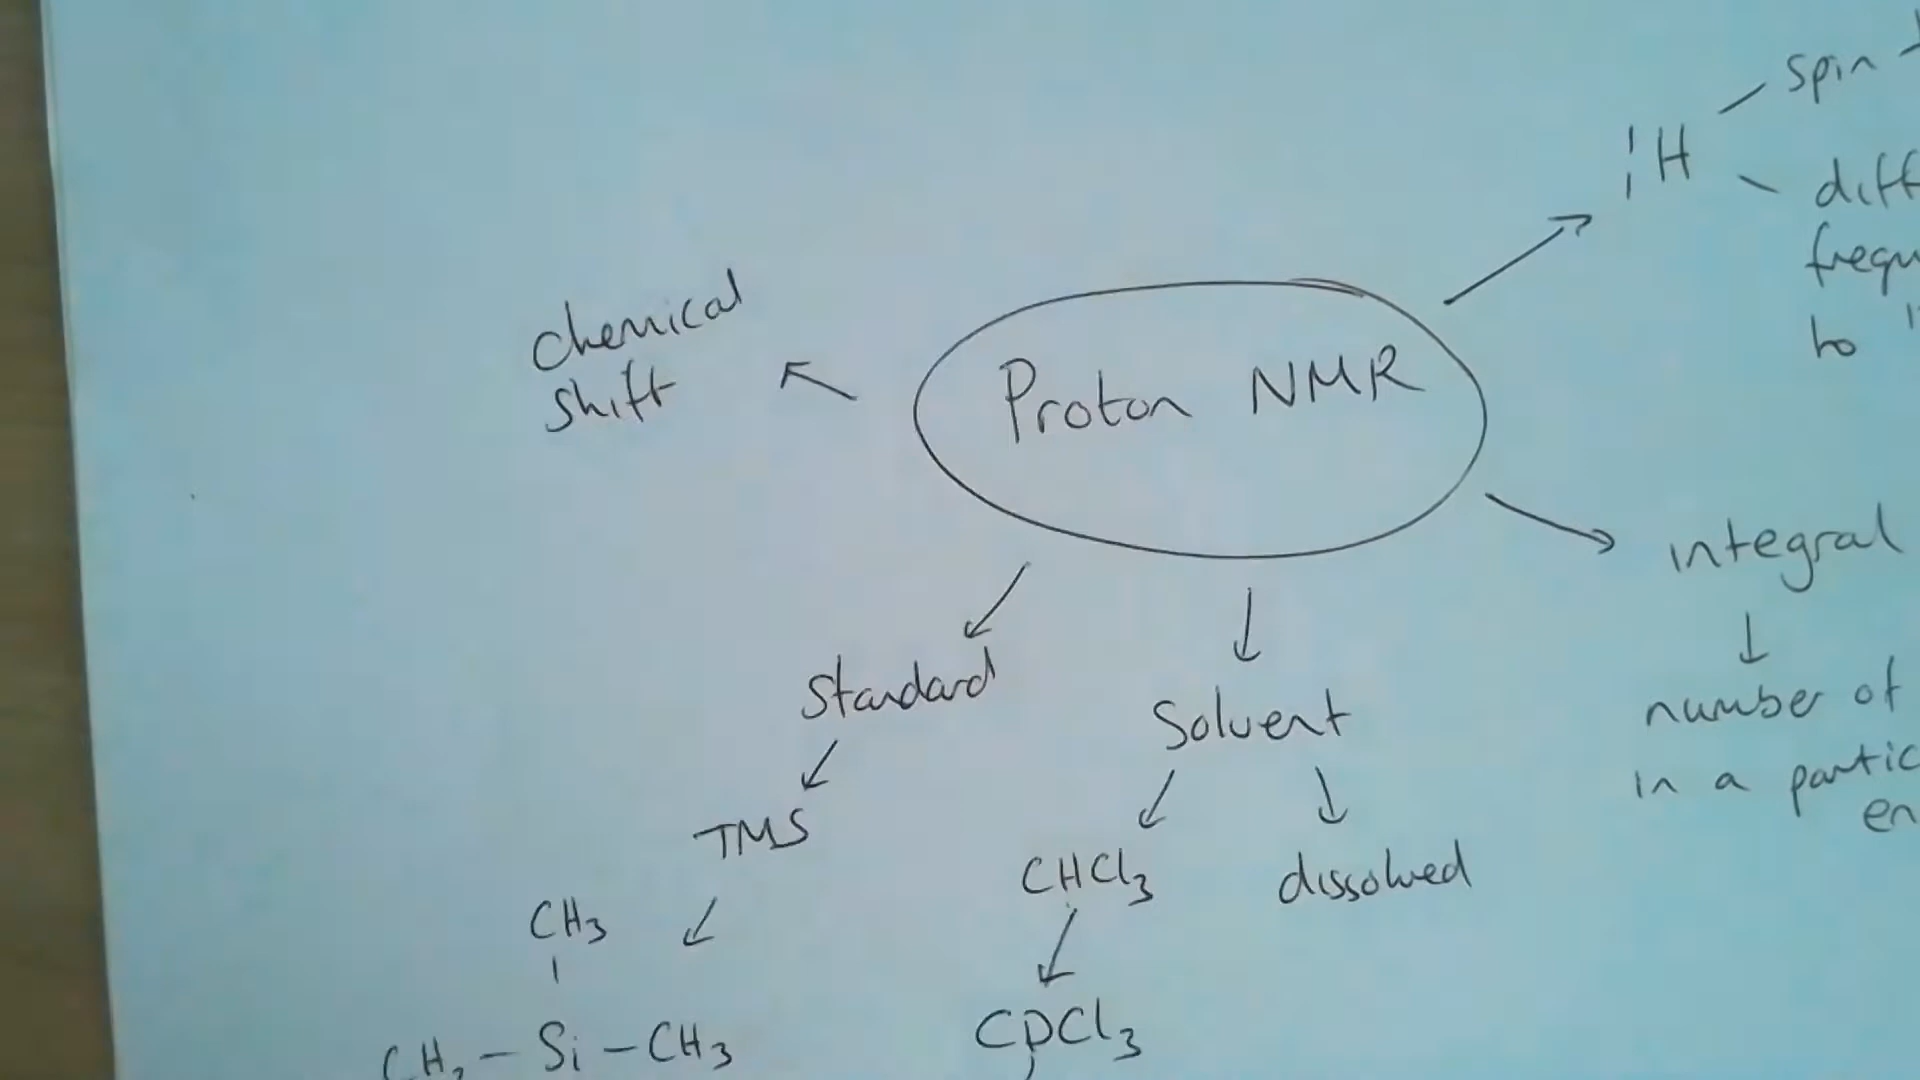 spin
¹₁H
diff
frequ
to
chemical
shift
Proton NMR
integral
number of
in a partic
en
Standard
Solvent
TMS
CHCl₃
dissolved
CH₃
CDCl₃
CH₃ – Si – CH₃